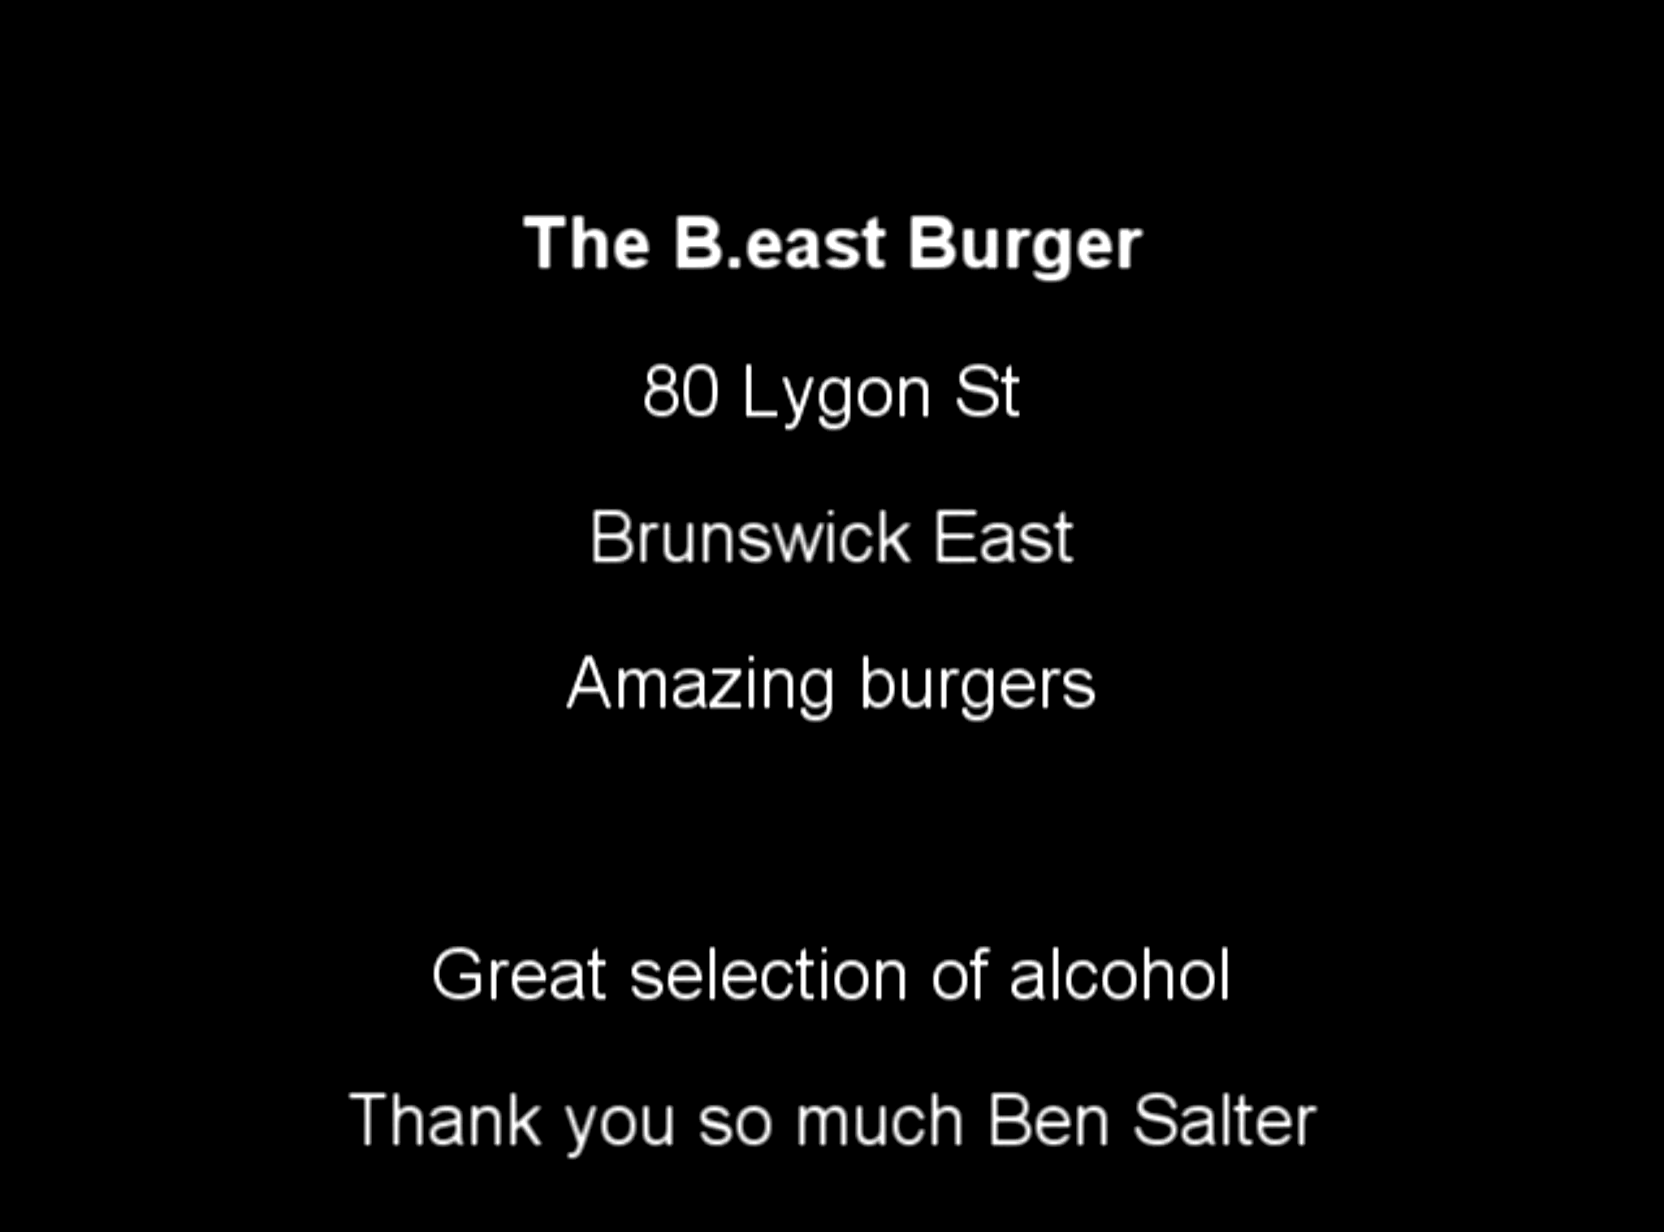 The B.east Burger
80 Lygon St
Brunswick East
Amazing burgers
Great selection of alcohol
Thank you so much Ben Salter